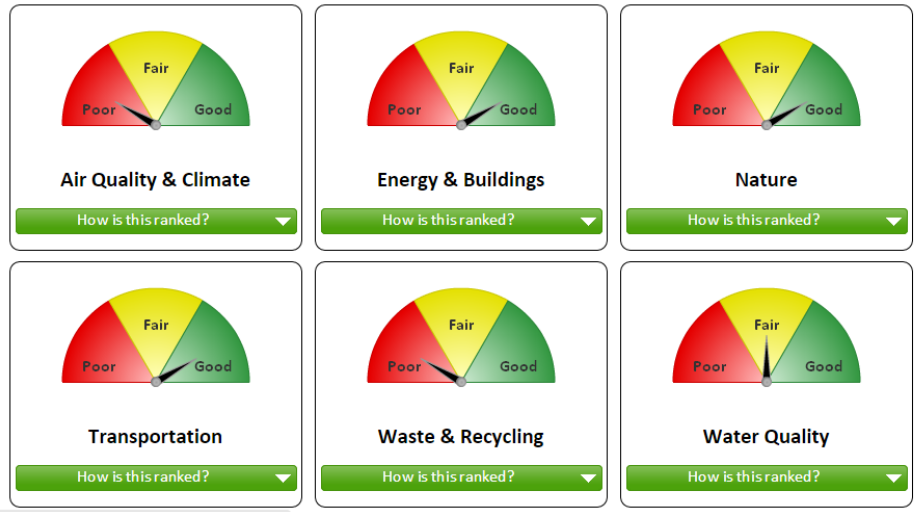 Fair
Poor Good
Air Quality & Climate
How is this ranked?
Fair
Poor Good
Energy & Buildings
How is this ranked?
Fair
Poor Good
Nature
How is this ranked?
Fair
Poor Good
Transportation
How is this ranked?
Fair
Poor Good
Waste & Recycling
How is this ranked?
Fair
Poor Good
Water Quality
How is this ranked?